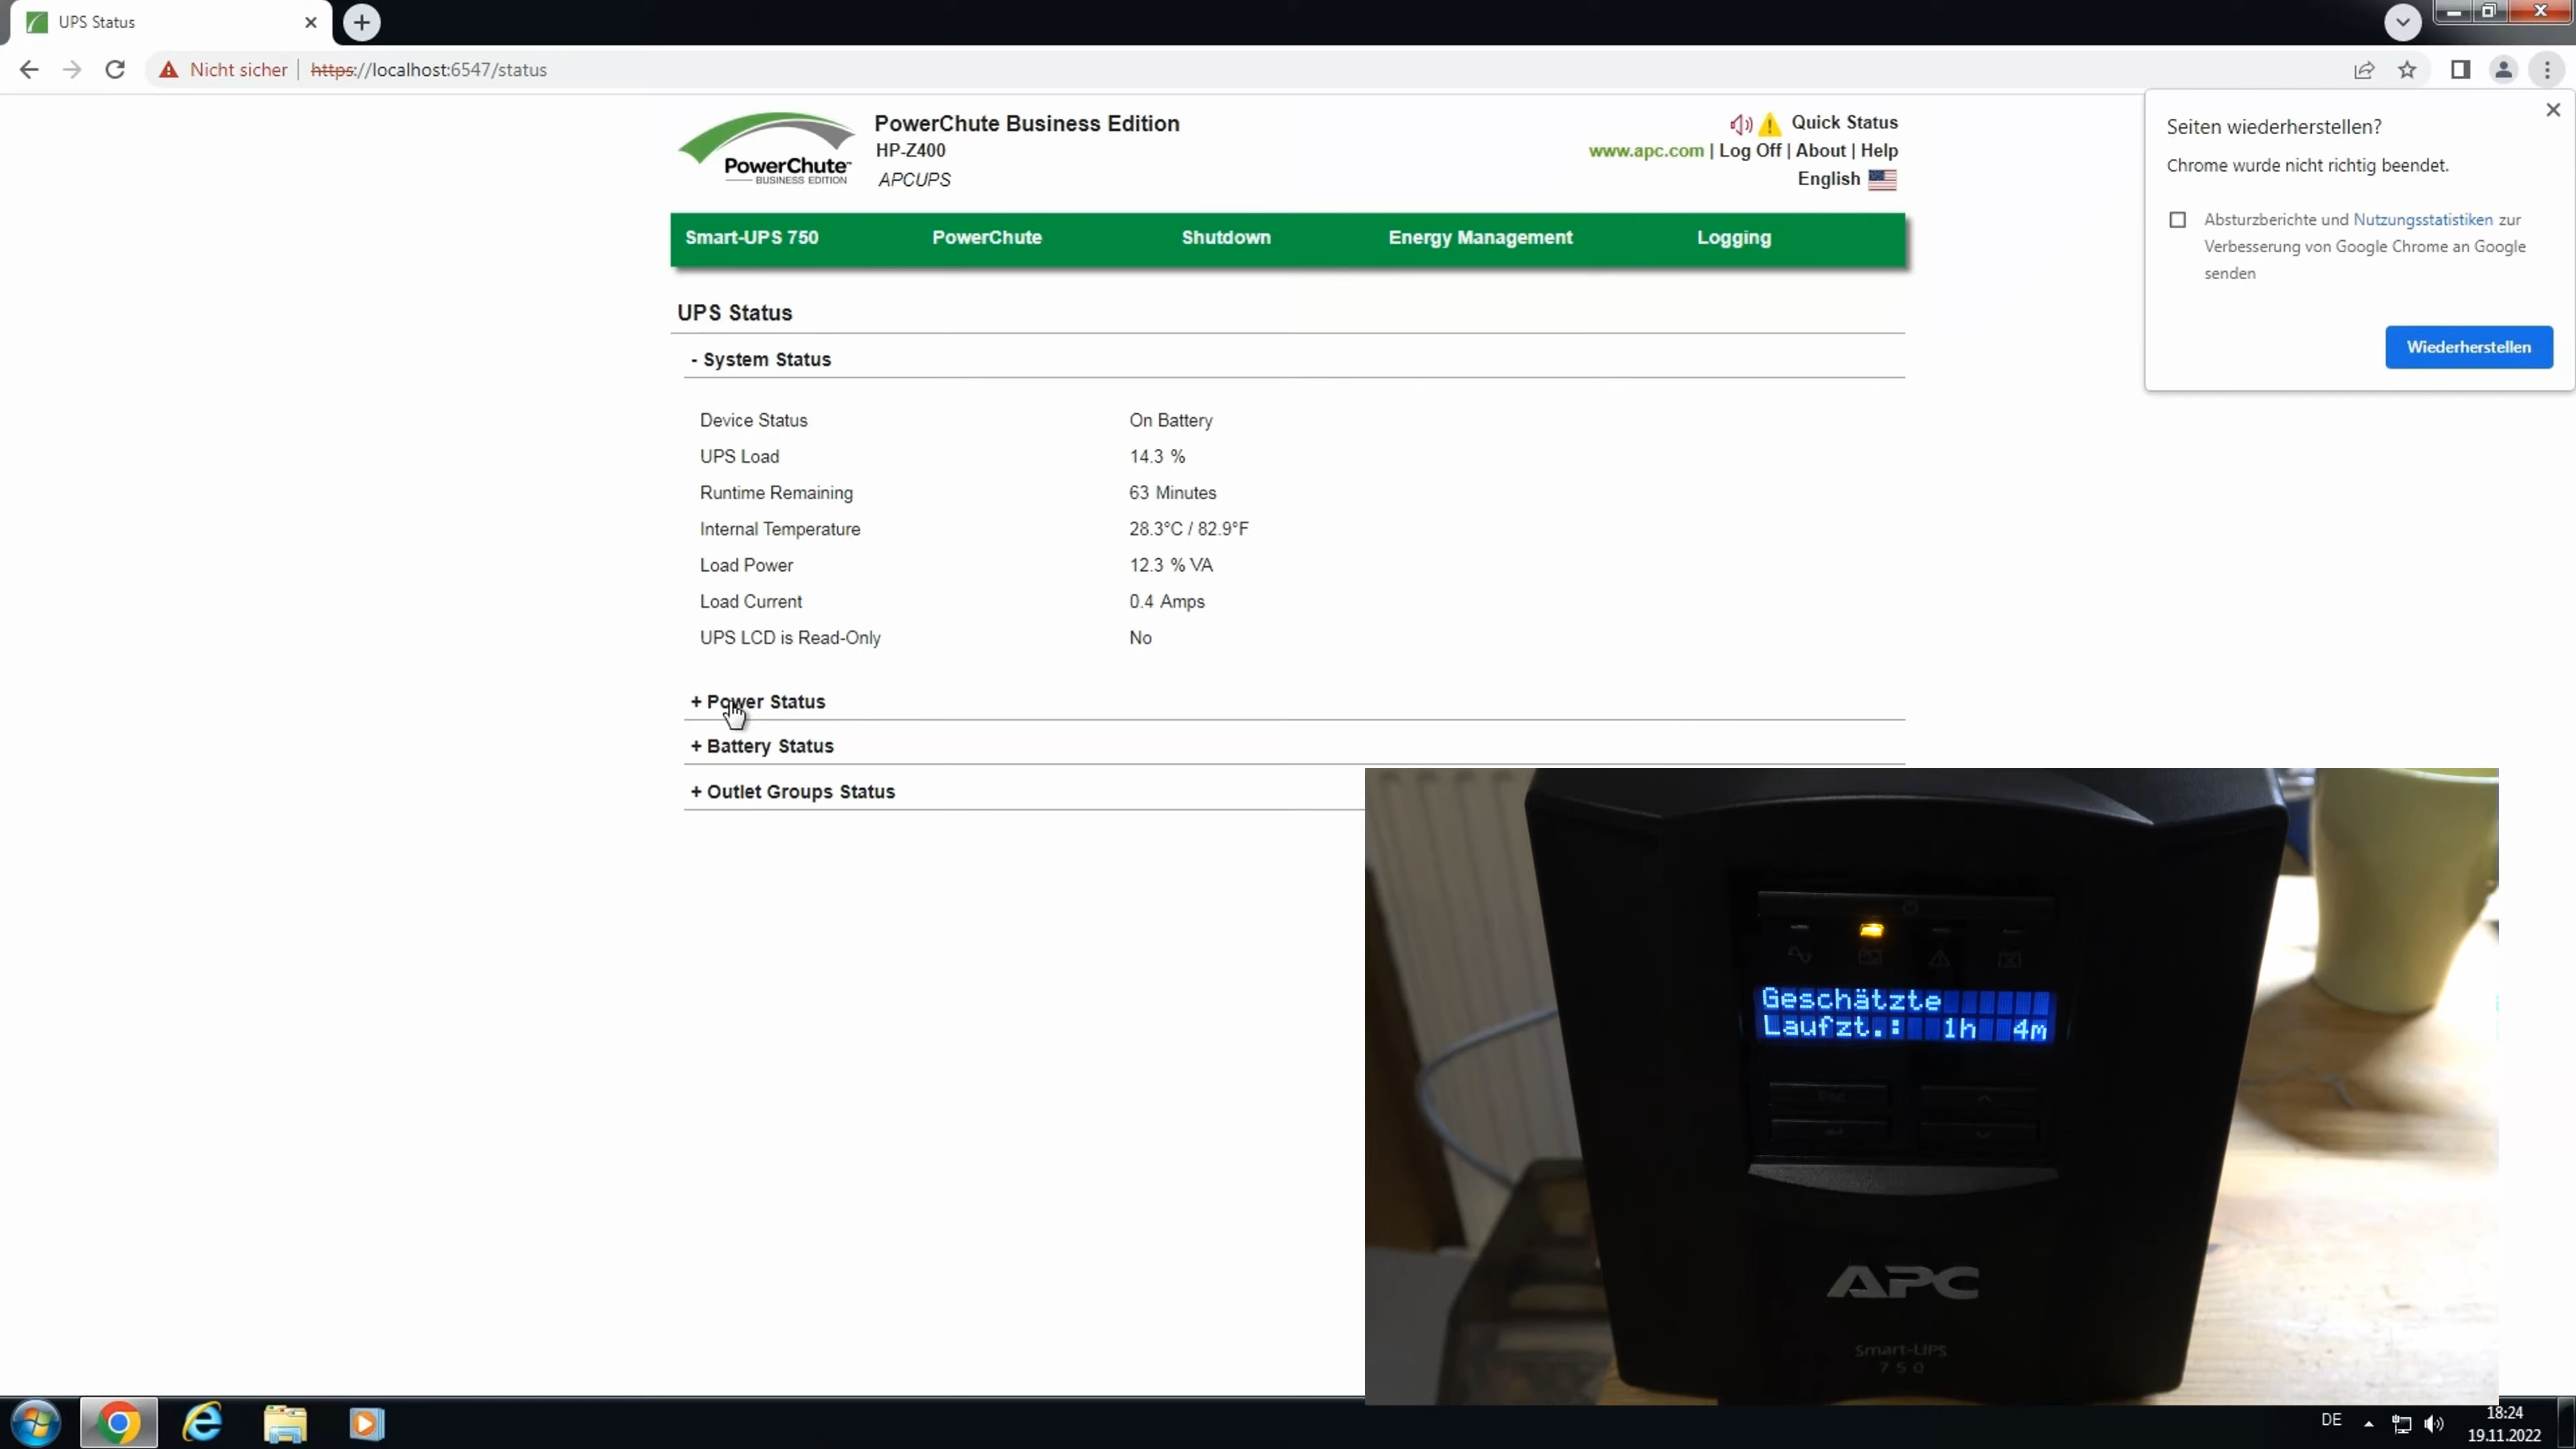 UPS Status
Nicht sicher
https://localhost:6547/status
PowerChute™
BUSINESS EDITION
PowerChute Business Edition
HP-Z400
APCUPS
Quick Status
www.apc.com | Log Off | About | Help
English
Seiten wiederherstellen?
Chrome wurde nicht richtig beendet.
Absturzberichte und Nutzungsstatistiken zur
Verbesserung von Google Chrome an Google
senden
Wiederherstellen
Smart-UPS 750 PowerChute Shutdown Energy Management Logging
UPS Status
- System Status
Device Status On Battery
UPS Load 14.3 %
Runtime Remaining 63 Minutes
Internal Temperature 28.3°C / 82.9°F
Load Power 12.3 % VA
Load Current 0.4 Amps
UPS LCD is Read-Only No
+ Power Status
+ Battery Status
+ Outlet Groups Status
Geschätzte
Laufzt.: 1h 4m
Esc
APC
Smart-UPS
750
DE
18:24
19.11.2022